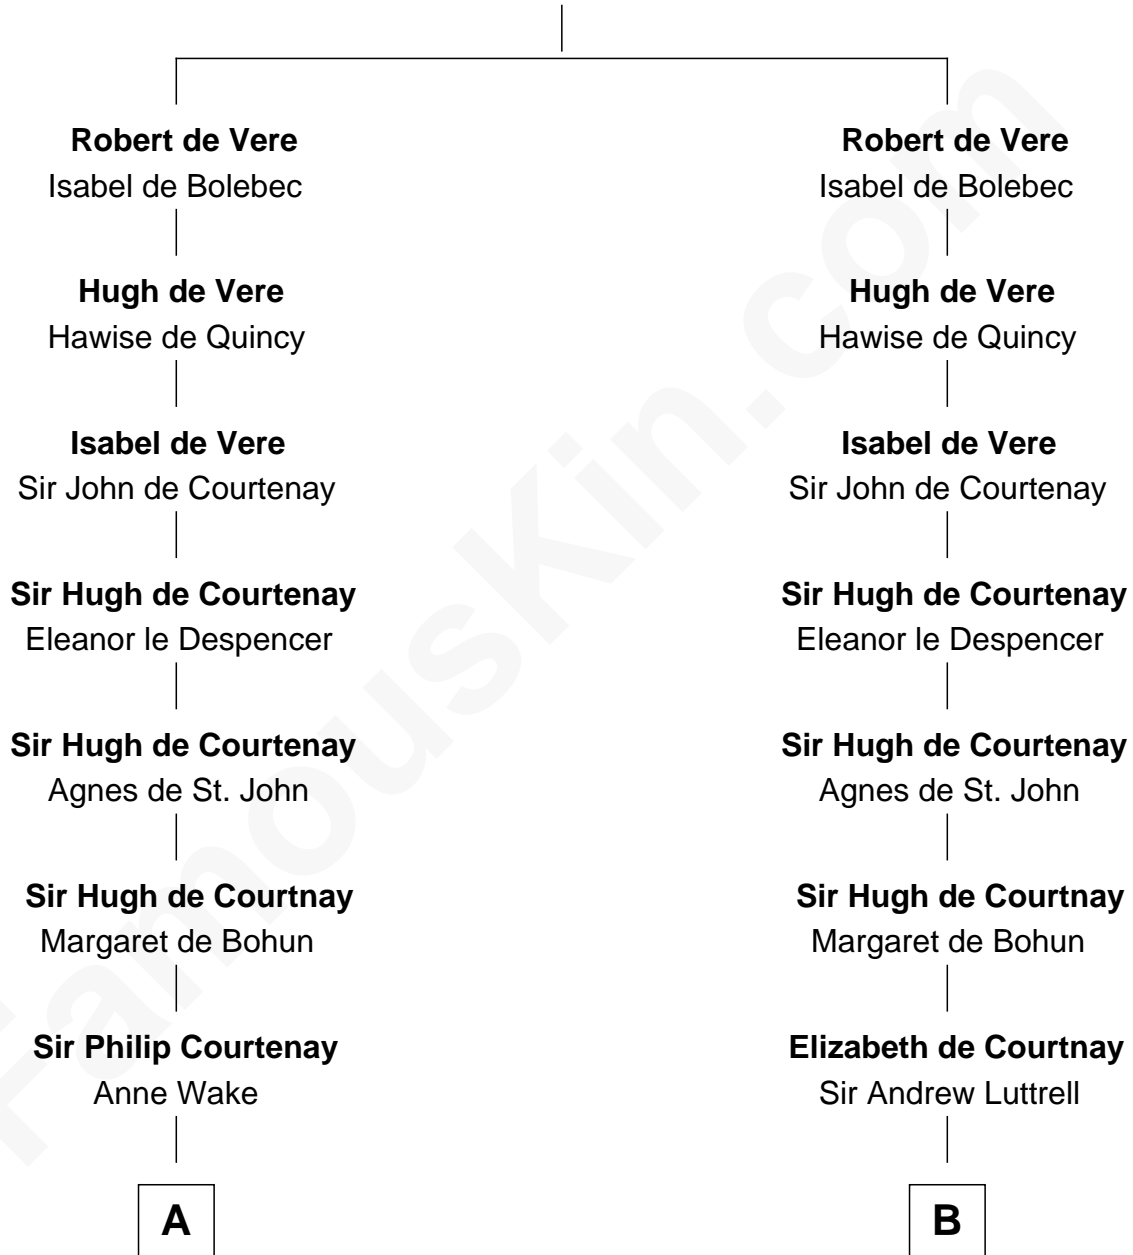 Robert de Vere
Isabel de Bolebec
Hugh de Vere
Hawise de Quincy
Isabel de Vere
Sir John de Courtenay
Sir Hugh de Courtenay
Eleanor le Despencer
Sir Hugh de Courtenay
Agnes de St. John
Sir Hugh de Courtnay
Margaret de Bohun
Sir Philip Courtenay
Anne Wake
A
Robert de Vere
Isabel de Bolebec
Hugh de Vere
Hawise de Quincy
Isabel de Vere
Sir John de Courtenay
Sir Hugh de Courtenay
Eleanor le Despencer
Sir Hugh de Courtenay
Agnes de St. John
Sir Hugh de Courtnay
Margaret de Bohun
Elizabeth de Courtnay
Sir Andrew Luttrell
B
FamousKin.com